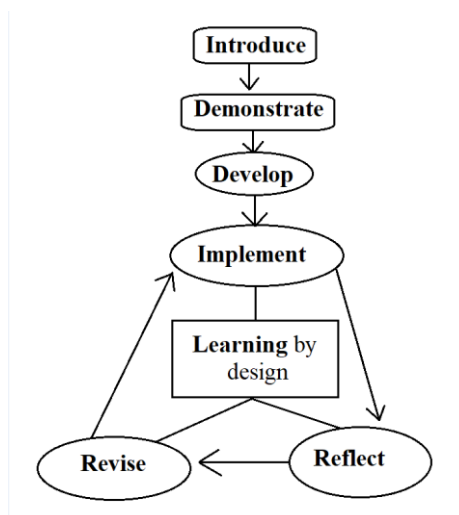 Introduce
Demonstrate
Develop
Implement
Learning by
design
Revise
Reflect